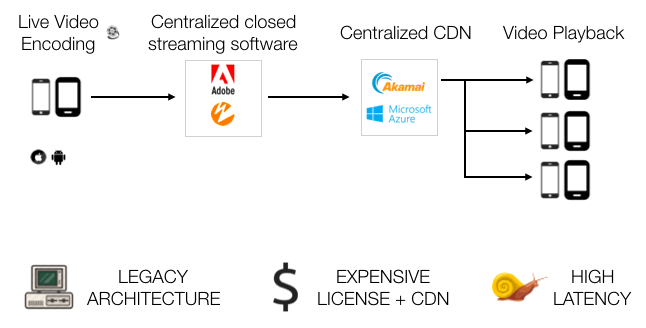 Live Video
Encoding
Centralized closed
streaming software
Centralized CDN
Video Playback
Adobe
Akamai
Microsoft
Azure
LEGACY
ARCHITECTURE
$
EXPENSIVE
LICENSE + CDN
HIGH
LATENCY